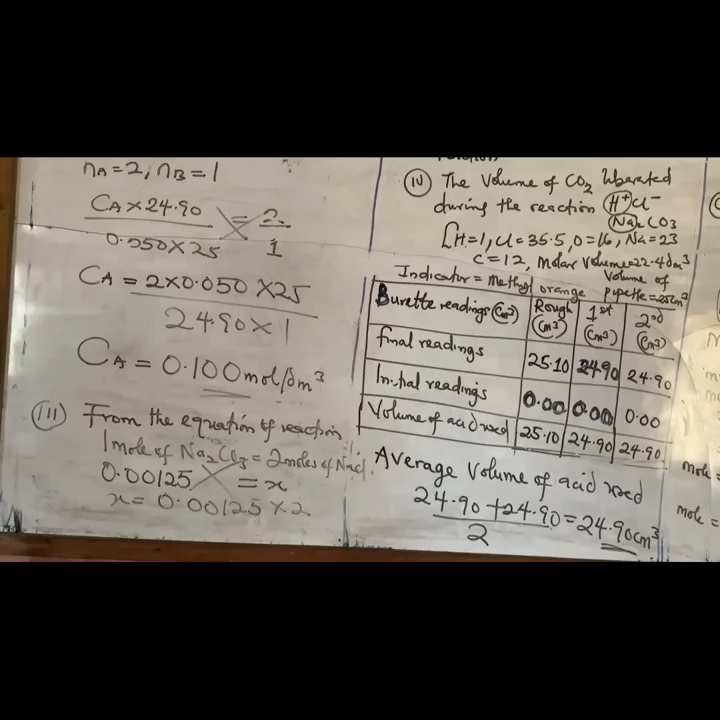 nA=2, nB=1
CA×24.90 = 2
0.050×25 1
CA = 2×0.050×25
24.90×1
CA = 0.100mol/dm³
(iii) From the equation of reaction
1mole of Na₂CO₃=2moles of NaCl
0.00125 = x
x= 0.00125×2
(iv) The volume of CO₂ liberated
during the reaction H⁺Cl⁻
Na₂CO₃
[H=1, Cl=35.5, O=16, Na=23
C=12, Molar volume=22.4dm³
Indicator = Methyl orange Volume of
pipette=25cm³
Burette readings (cm³) Rough (cm³) 1st (cm³) 2nd (cm³)
Final readings 25.10 24.90 24.90
Initial readings 0.00 0.00 0.00
Volume of acid used 25.10 24.90 24.90
Average Volume of acid used
24.90+24.90=24.90cm³
2
mole =
mole =